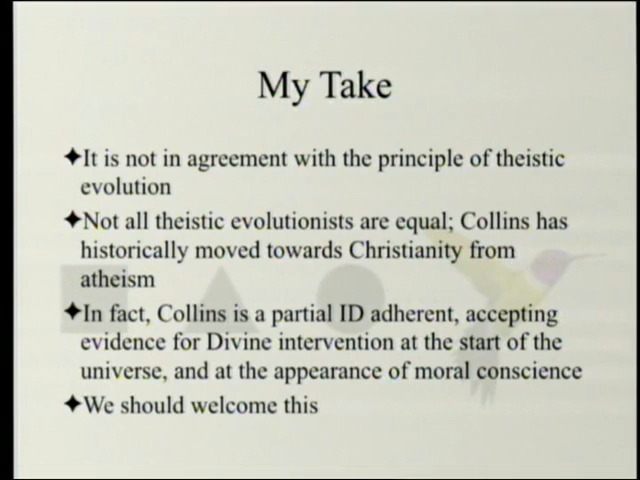 My Take
✦It is not in agreement with the principle of theistic
evolution
✦Not all theistic evolutionists are equal; Collins has
historically moved towards Christianity from
atheism
✦In fact, Collins is a partial ID adherent, accepting
evidence for Divine intervention at the start of the
universe, and at the appearance of moral conscience
✦We should welcome this